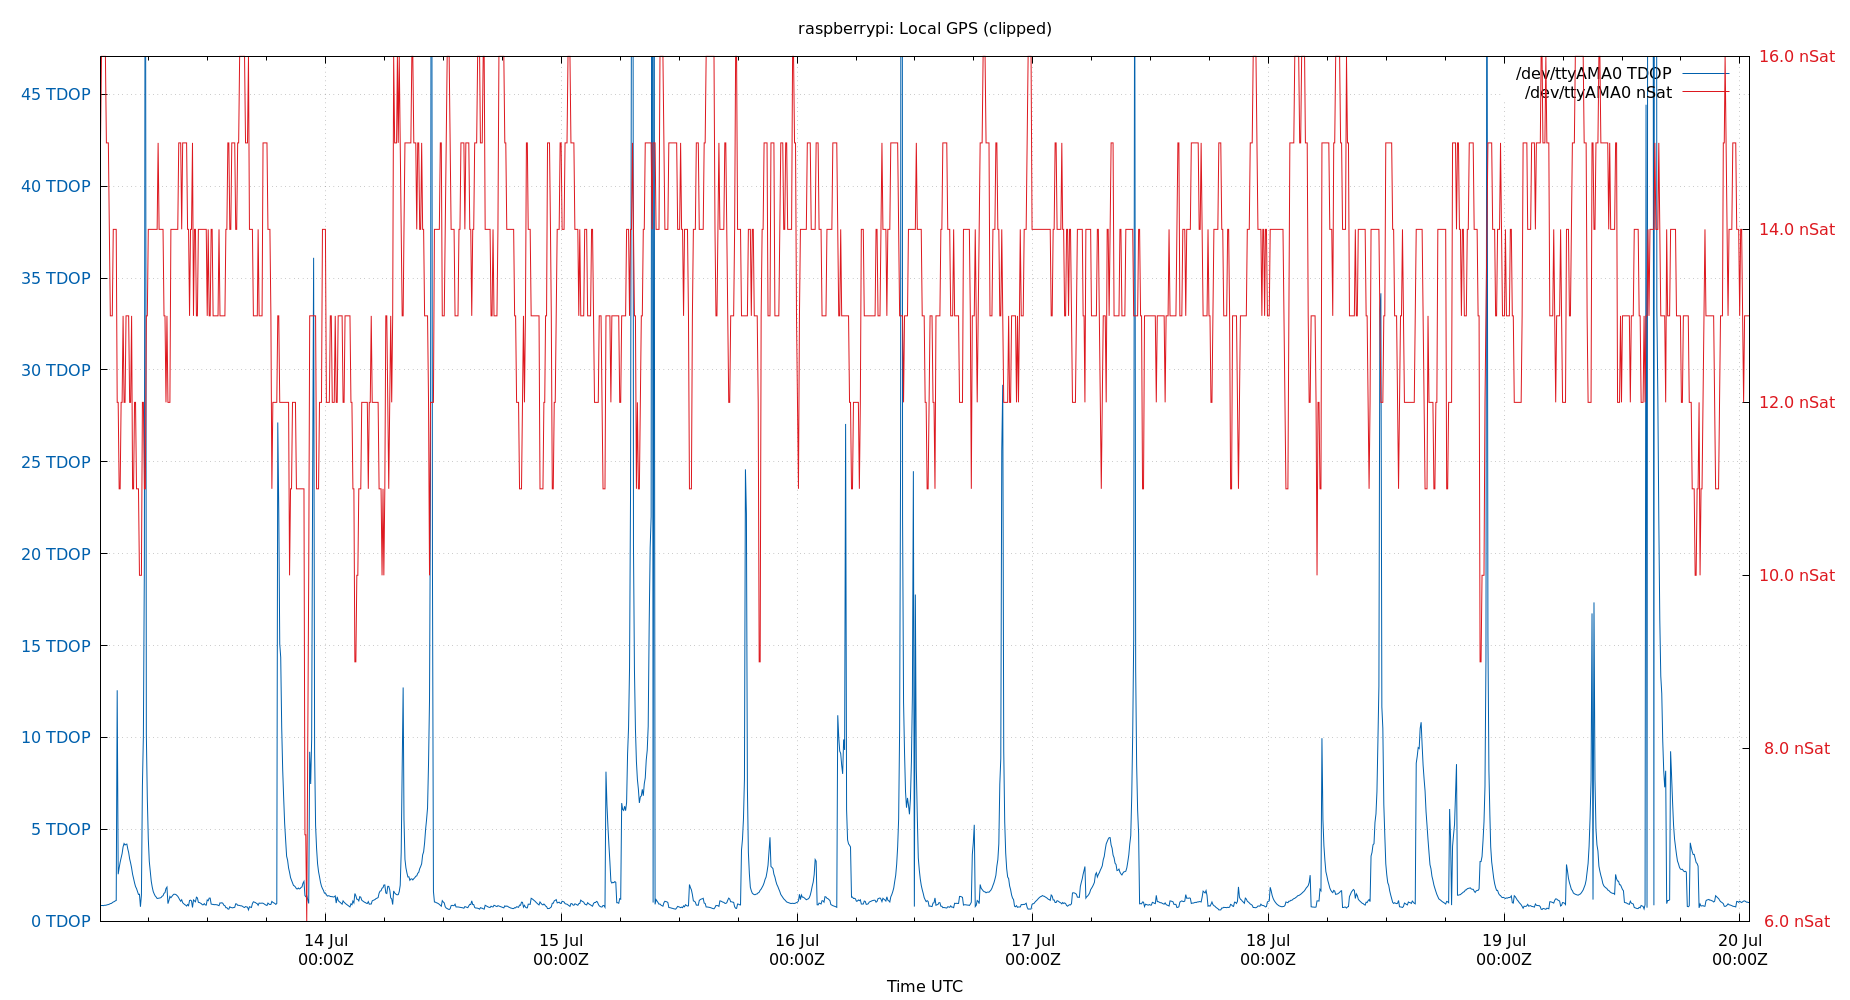 raspberrypi: Local GPS (clipped)
/dev/ttyAMA0 TDOP
/dev/ttyAMA0 nSat
45 TDOP
40 TDOP
35 TDOP
30 TDOP
25 TDOP
20 TDOP
15 TDOP
10 TDOP
5 TDOP
0 TDOP
16.0 nSat
14.0 nSat
12.0 nSat
10.0 nSat
8.0 nSat
6.0 nSat
14 Jul
00:00Z
15 Jul
00:00Z
16 Jul
00:00Z
17 Jul
00:00Z
18 Jul
00:00Z
19 Jul
00:00Z
20 Jul
00:00Z
Time UTC